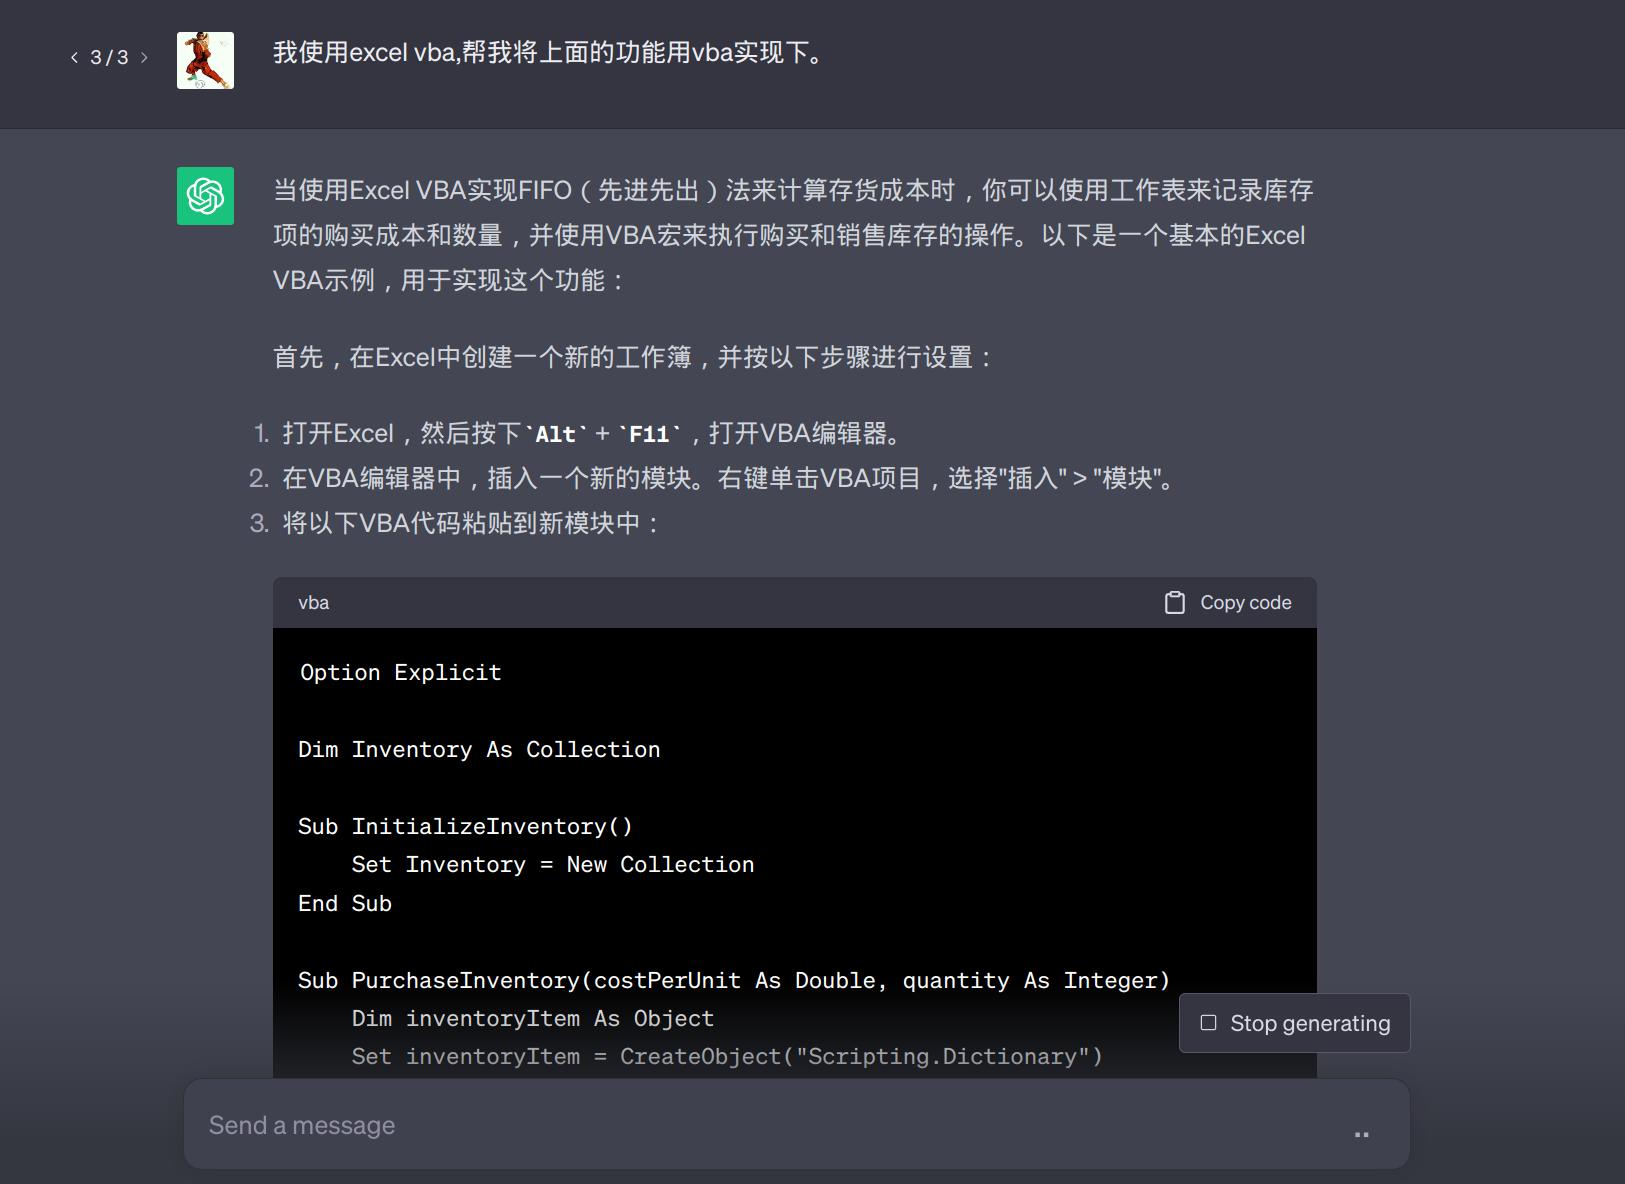 < 3 / 3 >
我使用excel vba,帮我将上面的功能用vba实现下。
当使用Excel VBA实现FIFO（先进先出）法来计算存货成本时，你可以使用工作表来记录库存
项的购买成本和数量，并使用VBA宏来执行购买和销售库存的操作。以下是一个基本的Excel
VBA示例，用于实现这个功能：
首先，在Excel中创建一个新的工作簿，并按以下步骤进行设置：
1. 打开Excel，然后按下`Alt` + `F11`，打开VBA编辑器。
2. 在VBA编辑器中，插入一个新的模块。右键单击VBA项目，选择"插入" > "模块"。
3. 将以下VBA代码粘贴到新模块中：
vba Copy code
Option Explicit
Dim Inventory As Collection
Sub InitializeInventory()
    Set Inventory = New Collection
End Sub
Sub PurchaseInventory(costPerUnit As Double, quantity As Integer)
    Dim inventoryItem As Object
    Set inventoryItem = CreateObject("Scripting.Dictionary")
Stop generating
Send a message